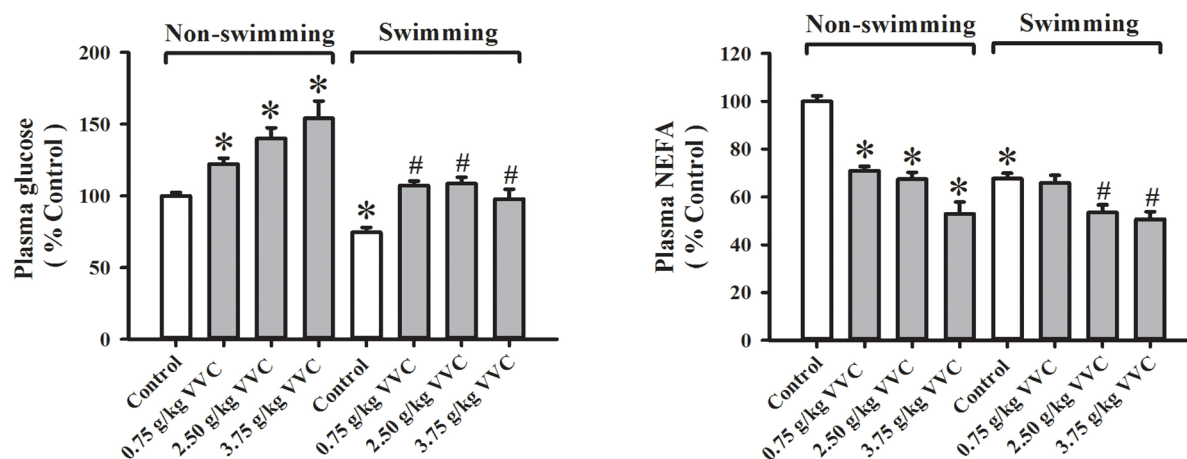 Non-swimming Swimming
Plasma glucose
( % Control )
200
150
100
50
0
* * * * # # #
Control
0.75 g/kg VVC
2.50 g/kg VVC
3.75 g/kg VVC
Control
0.75 g/kg VVC
2.50 g/kg VVC
3.75 g/kg VVC
Non-swimming Swimming
Plasma NEFA
( % Control )
120
100
80
60
40
20
0
* * * * # #
Control
0.75 g/kg VVC
2.50 g/kg VVC
3.75 g/kg VVC
Control
0.75 g/kg VVC
2.50 g/kg VVC
3.75 g/kg VVC